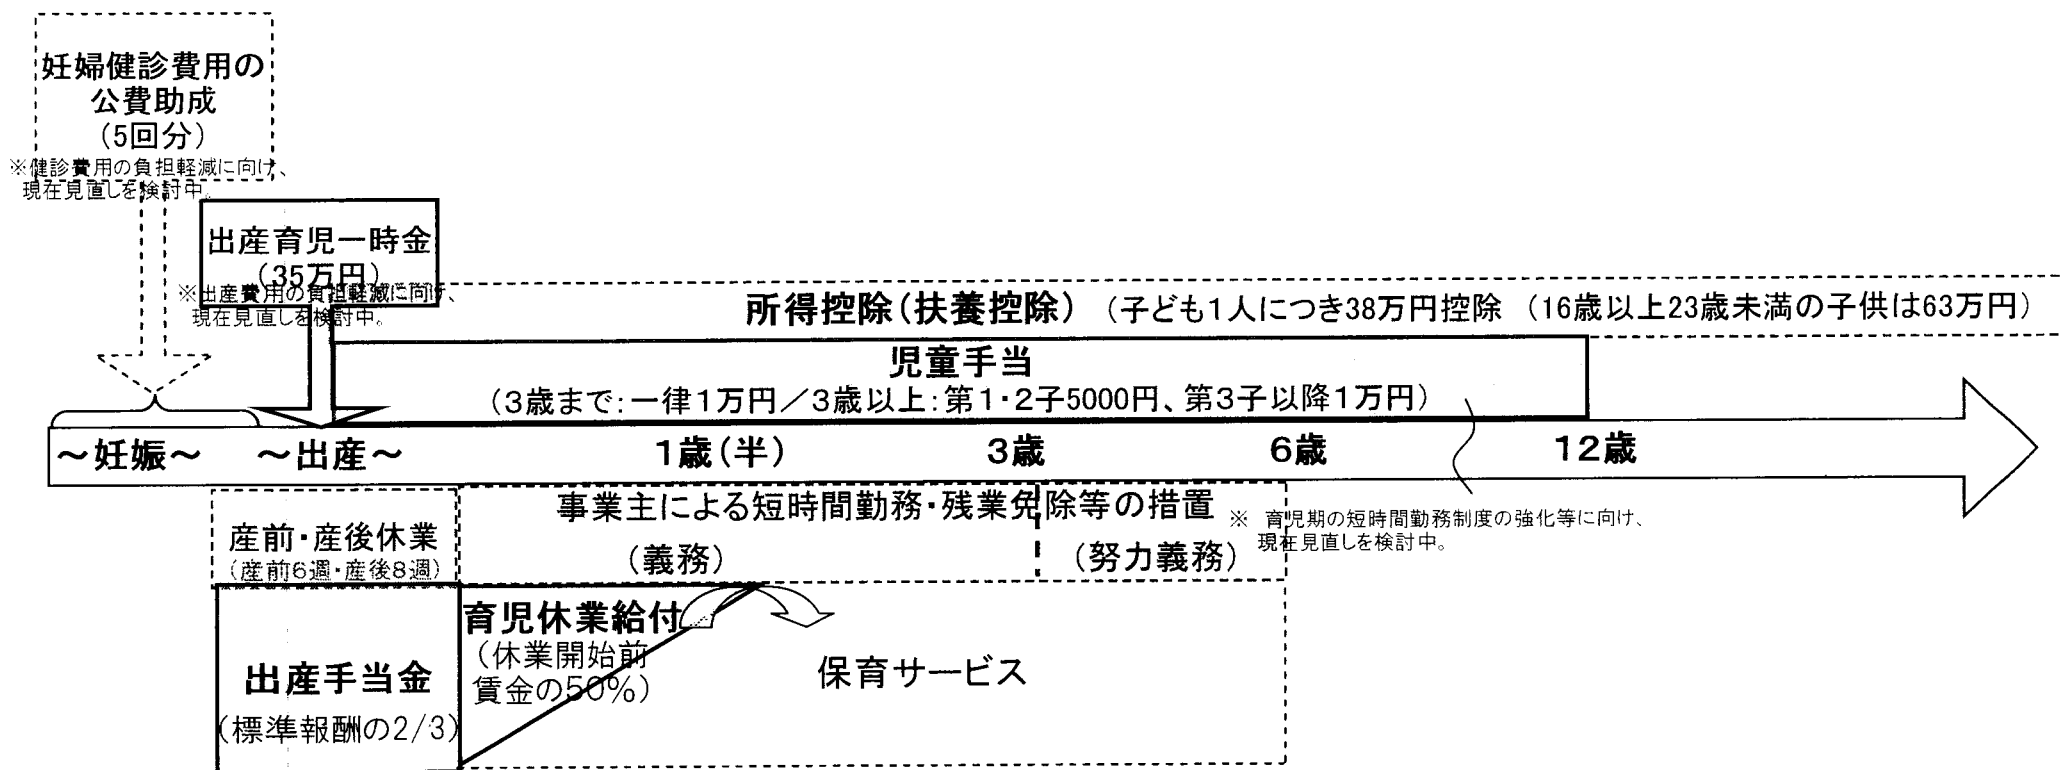 妊婦健診費用の
公費助成
(5回分)
※健診費用の負担軽減に向け、
現在見直しを検討中。
出産育児一時金
(35万円)
※出産費用の負担軽減に向け、
現在見直しを検討中。
所得控除(扶養控除) (子ども1人につき38万円控除 (16歳以上23歳未満の子供は63万円)
児童手当
(3歳まで:一律1万円/3歳以上:第1・2子5000円、第3子以降1万円)
~妊娠~ ~出産~ 1歳(半) 3歳 6歳 12歳
産前・産後休業
(産前6週・産後8週)
事業主による短時間勤務・残業免除等の措置
(義務) (努力義務)
※ 育児期の短時間勤務制度の強化等に向け、
現在見直しを検討中。
出産手当金
(標準報酬の2/3)
育児休業給付
(休業開始前
賃金の50%)
保育サービス